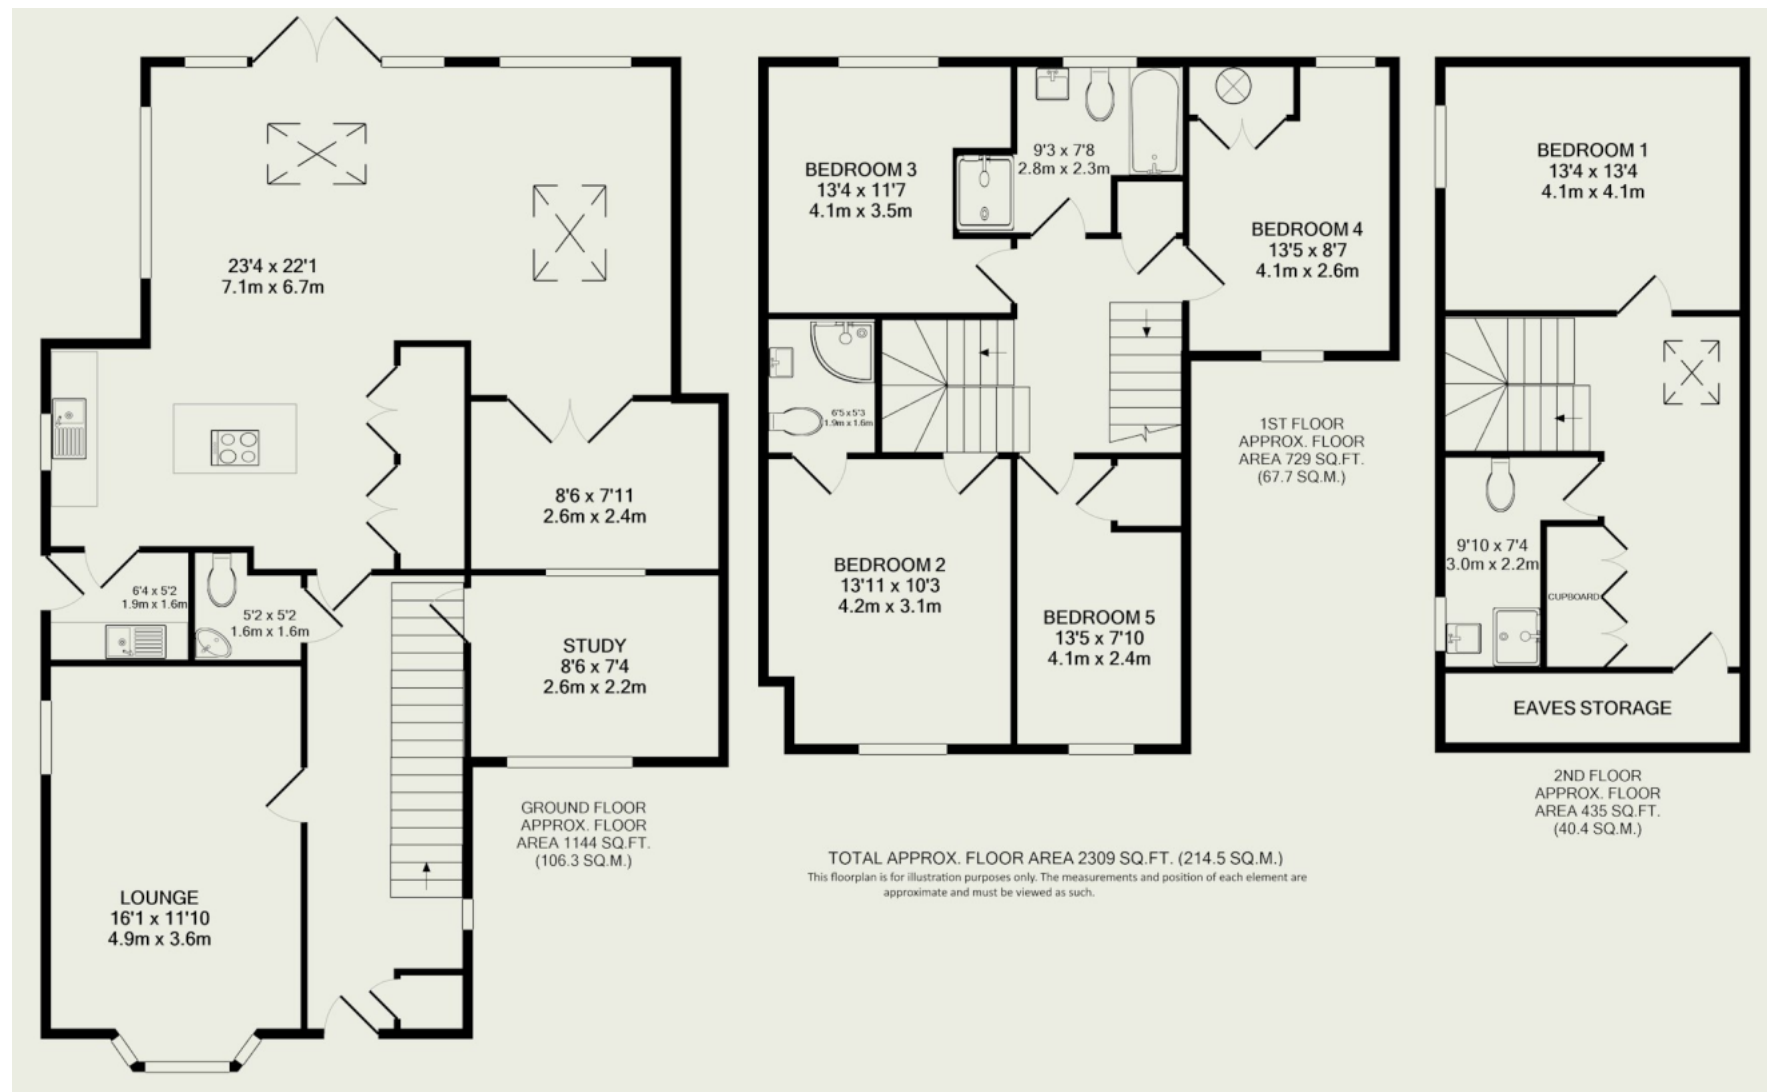 23'4 x 22'1
7.1m x 6.7m
8'6 x 7'11
2.6m x 2.4m
6'4 x 5'2
1.9m x 1.6m
5'2 x 5'2
1.6m x 1.6m
STUDY
8'6 x 7'4
2.6m x 2.2m
LOUNGE
16'1 x 11'10
4.9m x 3.6m
GROUND FLOOR
APPROX. FLOOR
AREA 1144 SQ.FT.
(106.3 SQ.M.)
BEDROOM 3
13'4 x 11'7
4.1m x 3.5m
9'3 x 7'8
2.8m x 2.3m
BEDROOM 4
13'5 x 8'7
4.1m x 2.6m
6'5 x 5'3
1.9m x 1.6m
BEDROOM 2
13'11 x 10'3
4.2m x 3.1m
BEDROOM 5
13'5 x 7'10
4.1m x 2.4m
1ST FLOOR
APPROX. FLOOR
AREA 729 SQ.FT.
(67.7 SQ.M.)
BEDROOM 1
13'4 x 13'4
4.1m x 4.1m
9'10 x 7'4
3.0m x 2.2m
CUPBOARD
EAVES STORAGE
2ND FLOOR
APPROX. FLOOR
AREA 435 SQ.FT.
(40.4 SQ.M.)
TOTAL APPROX. FLOOR AREA 2309 SQ.FT. (214.5 SQ.M.)
This floorplan is for illustration purposes only. The measurements and position of each element are
approximate and must be viewed as such.